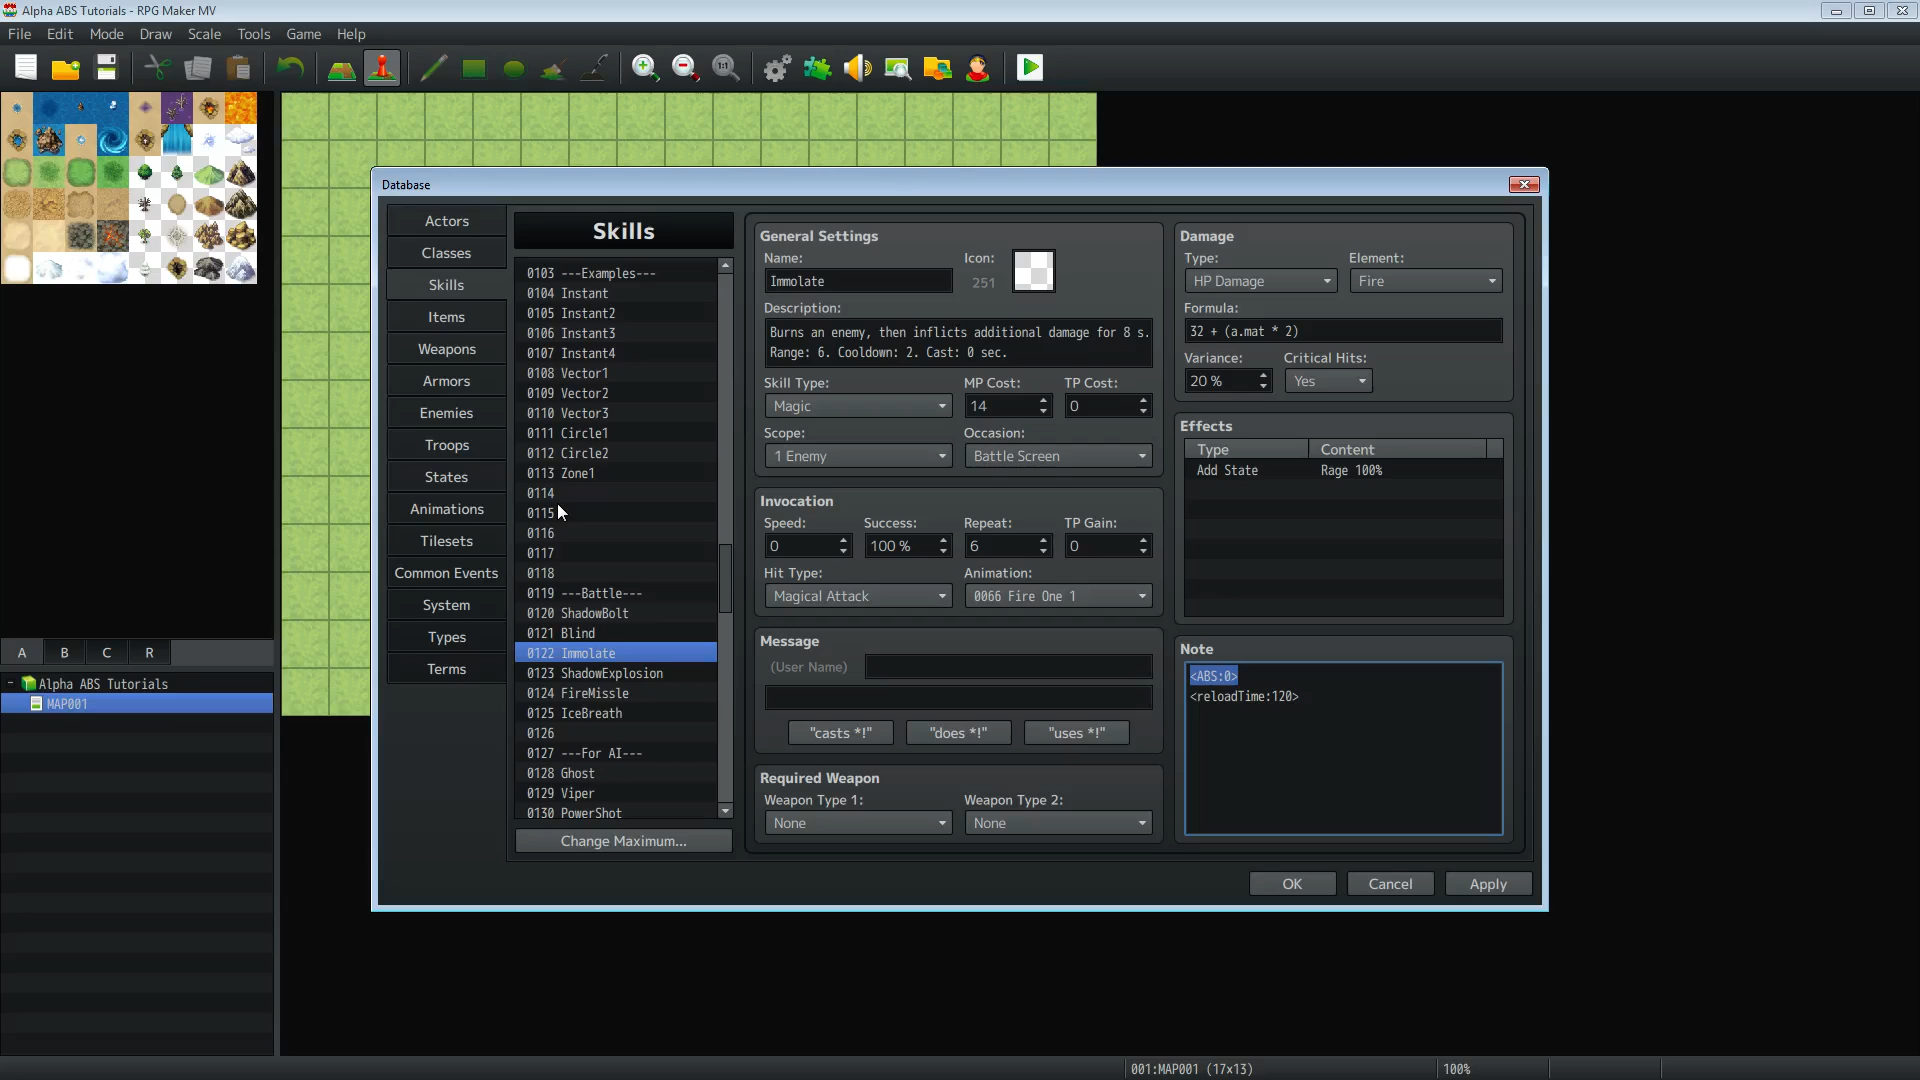 Alpha ABS Tutorials - RPG Maker MV
File Edit Mode Draw Scale Tools Game Help
1:1
Database
Actors
Classes
Skills
Items
Weapons
Armors
Enemies
Troops
States
Animations
Tilesets
Common Events
System
Types
Terms
Skills
0103 ---Examples---
0104 Instant
0105 Instant2
0106 Instant3
0107 Instant4
0108 Vector1
0109 Vector2
0110 Vector3
0111 Circle1
0112 Circle2
0113 Zone1
0114
0115
0116
0117
0118
0119 ---Battle---
0120 ShadowBolt
0121 Blind
0122 Immolate
0123 ShadowExplosion
0124 FireMissle
0125 IceBreath
0126
0127 ---For AI---
0128 Ghost
0129 Viper
0130 PowerShot
Change Maximum...
General Settings
Name: Icon:
Immolate 251
Description:
Burns an enemy, then inflicts additional damage for 8 s.
Range: 6. Cooldown: 2. Cast: 0 sec.
Skill Type: MP Cost: TP Cost:
Magic 14 0
Scope: Occasion:
1 Enemy Battle Screen
Invocation
Speed: Success: Repeat: TP Gain:
0 100 % 6 0
Hit Type: Animation:
Magical Attack 0066 Fire One 1
Message
(User Name)
"casts *!" "does *!" "uses *!"
Required Weapon
Weapon Type 1: Weapon Type 2:
None None
Damage
Type: Element:
HP Damage Fire
Formula:
32 + (a.mat * 2)
Variance: Critical Hits:
20 % Yes
Effects
Type Content
Add State Rage 100%
Note
<ABS:0>
<reloadTime:120>
OK Cancel Apply
A B C R
Alpha ABS Tutorials
MAP001
001:MAP001 (17x13) 100%